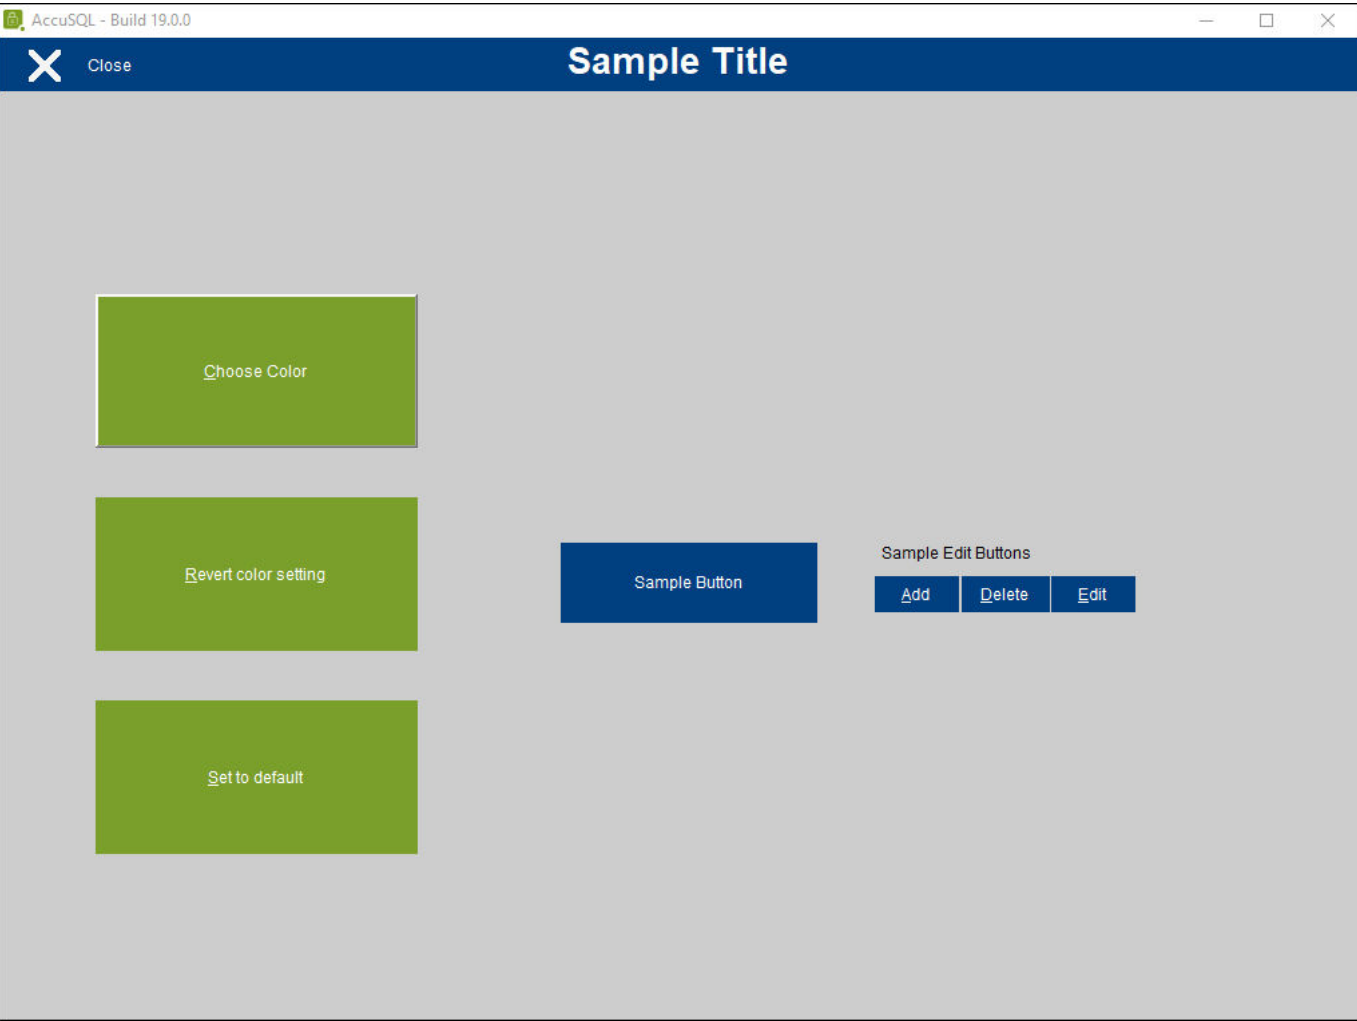 AccuSQL - Build 19.0.0
Close
Sample Title
Choose Color
Revert color setting
Sample Button
Sample Edit Buttons
Add Delete Edit
Set to default